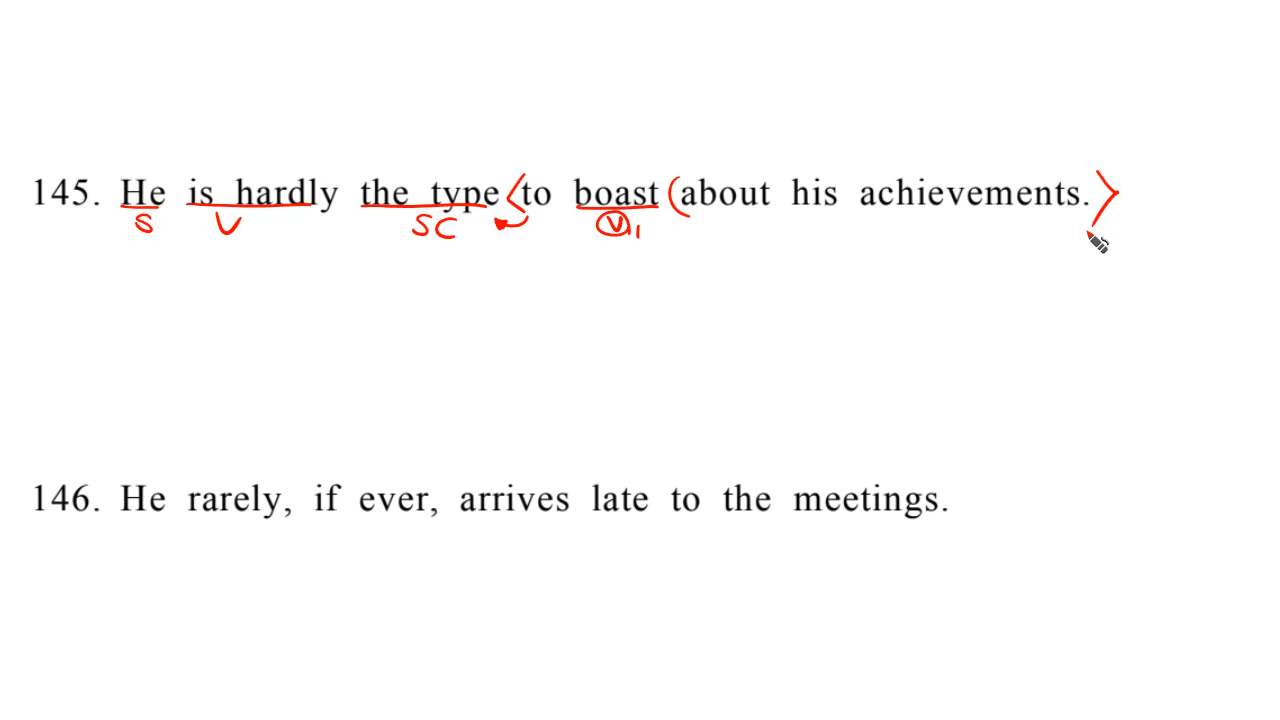 145. He is hardly the type to boast (about his achievements.
S V SC V1
146. He rarely, if ever, arrives late to the meetings.